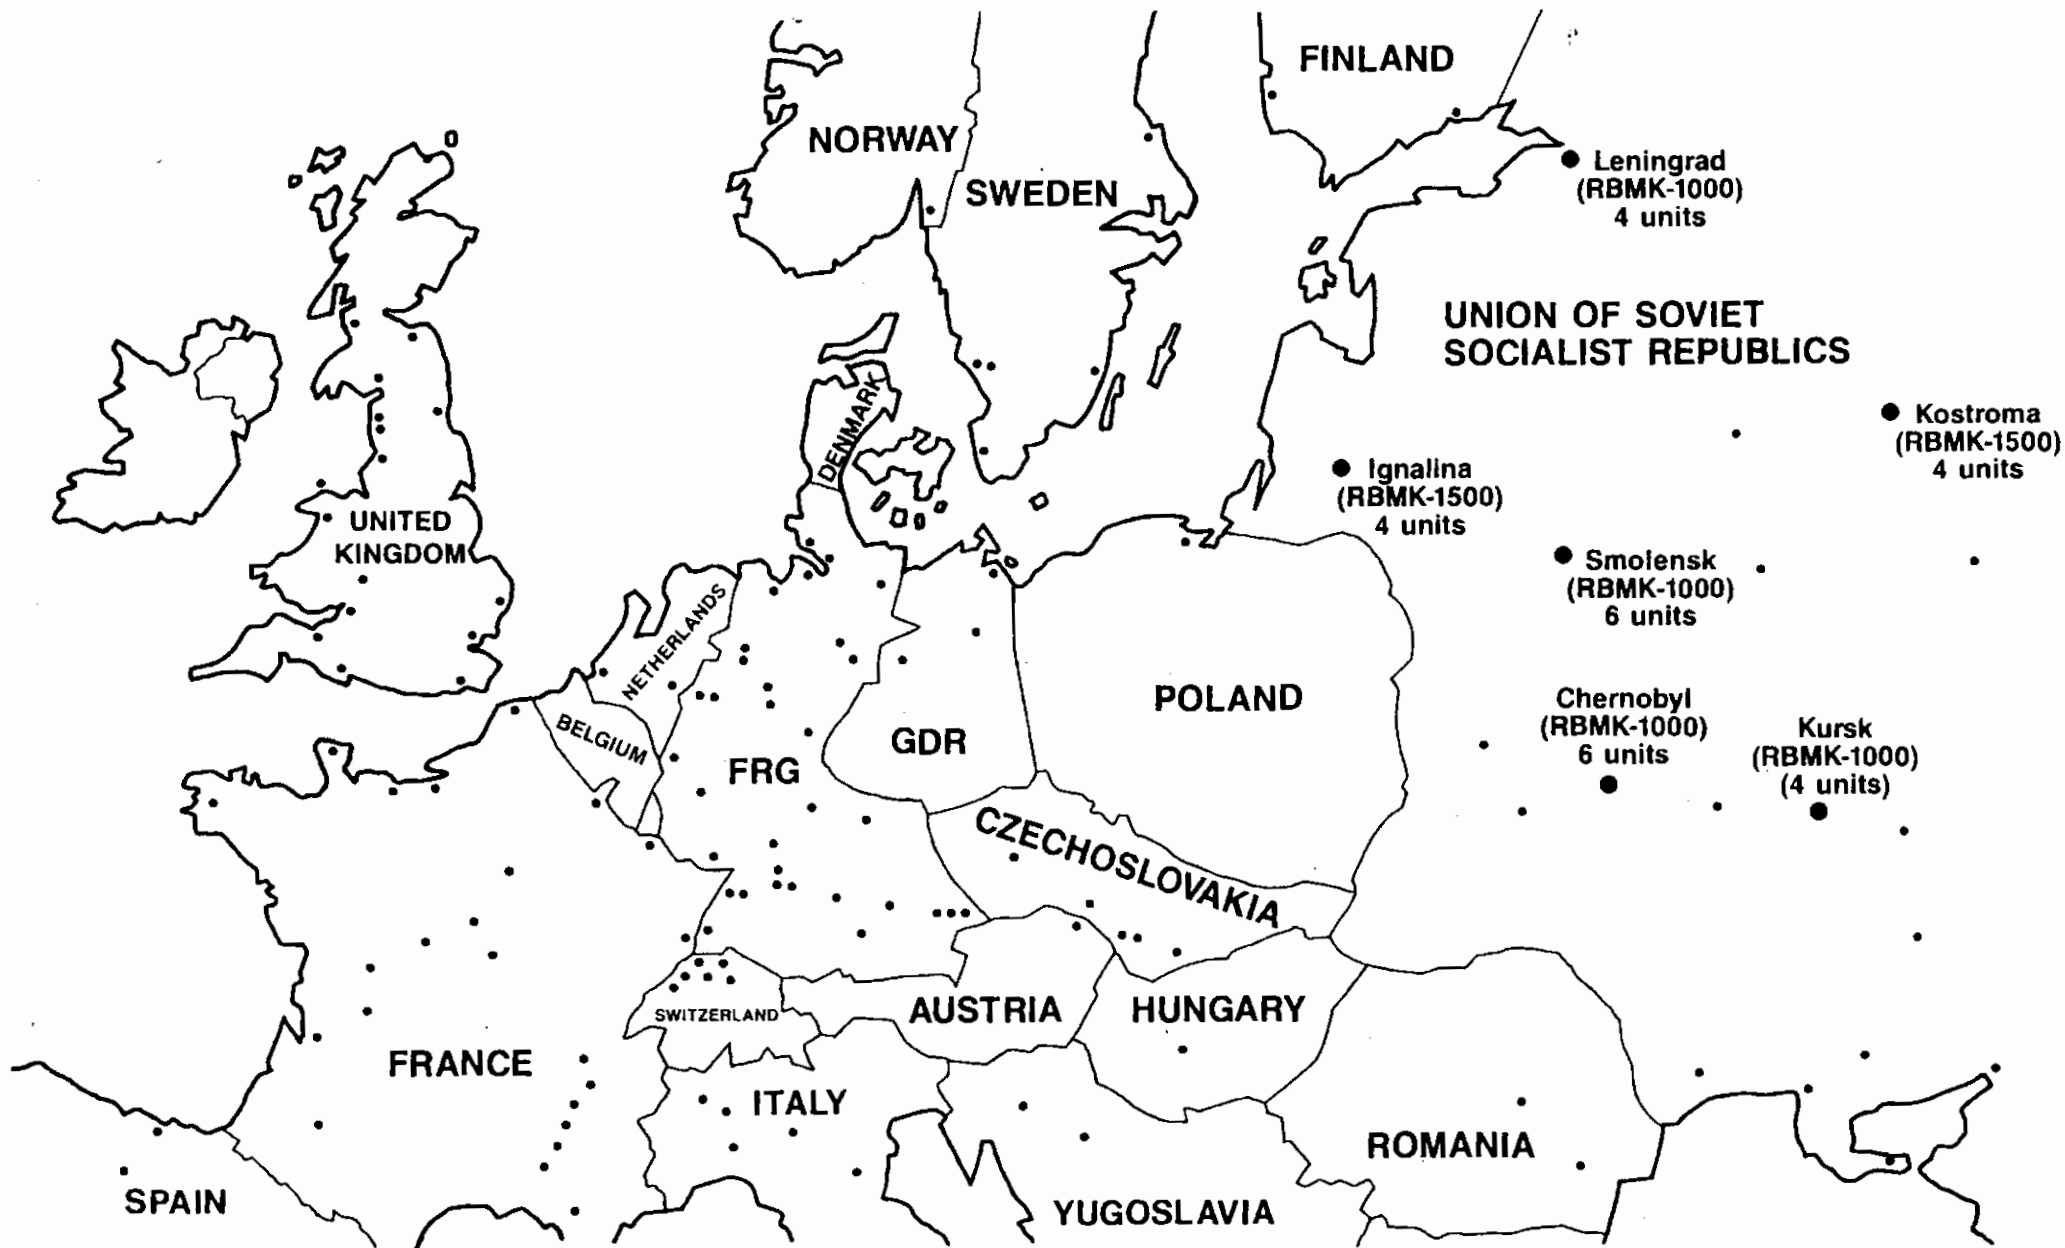 FINLAND
NORWAY
SWEDEN
Leningrad
(RBMK-1000)
4 units
UNION OF SOVIET
SOCIALIST REPUBLICS
DENMARK
Kostroma
(RBMK-1500)
4 units
Ignalina
(RBMK-1500)
4 units
UNITED
KINGDOM
Smolensk
(RBMK-1000)
6 units
NETHERLANDS
POLAND
Chernobyl
(RBMK-1000)
6 units
Kursk
(RBMK-1000)
(4 units)
BELGIUM
GDR
FRG
CZECHOSLOVAKIA
SWITZERLAND
AUSTRIA
HUNGARY
FRANCE
ITALY
ROMANIA
SPAIN
YUGOSLAVIA